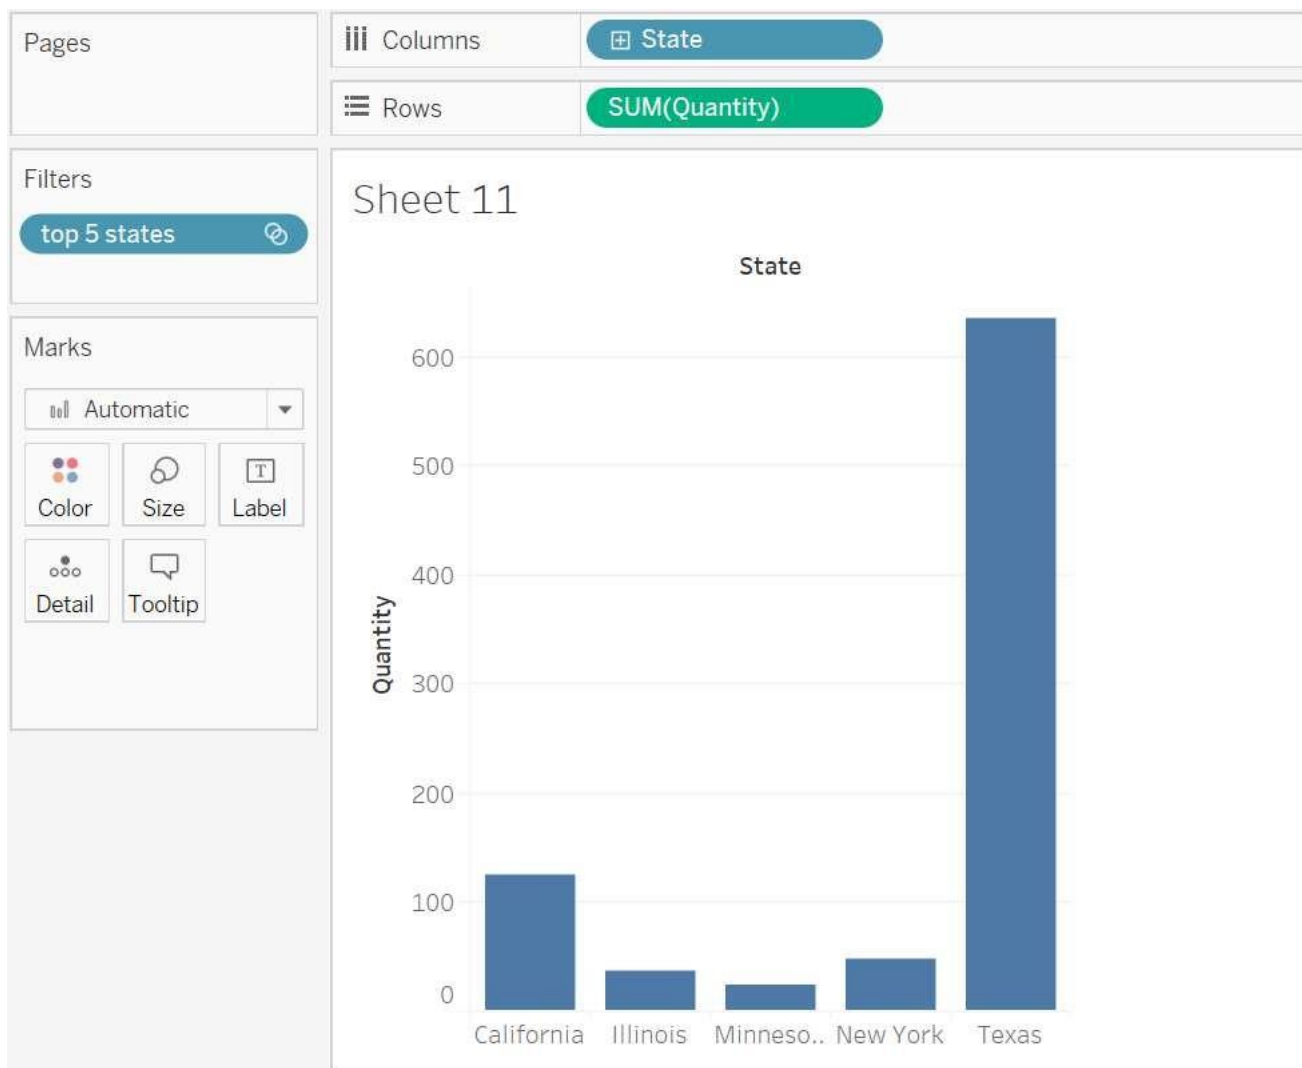 Pages
Columns
State
Rows
SUM(Quantity)
Filters
top 5 states
Marks
Automatic
Color
Size
T
Label
Detail
Tooltip
Sheet 11
State
Quantity
600
500
400
300
200
100
0
California Illinois Minneso.. New York Texas